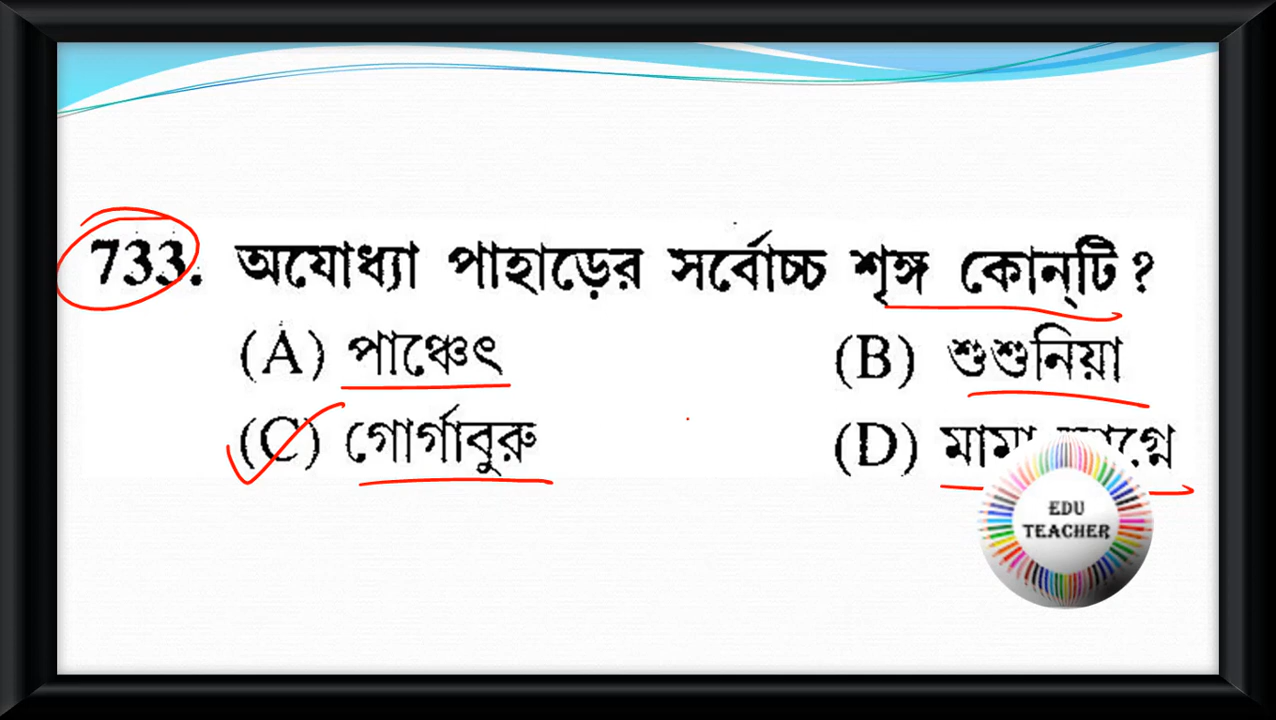 733. অযোধ্যা পাহাড়ের সর্বোচ্চ শৃঙ্গ কোন্‌টি?
(A) পাঞ্চেৎ (B) শুশুনিয়া
(C) গোর্গাবুরু (D) মামা
EDU
TEACHER